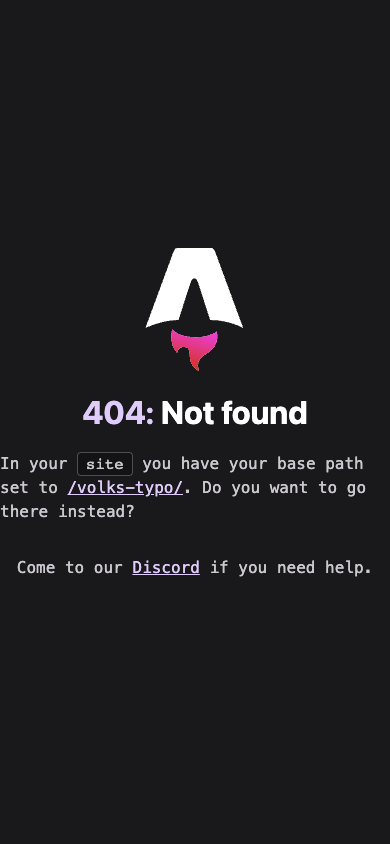 404: Not found
In your site you have your base path
set to /volks-typo/. Do you want to go
there instead?
Come to our Discord if you need help.